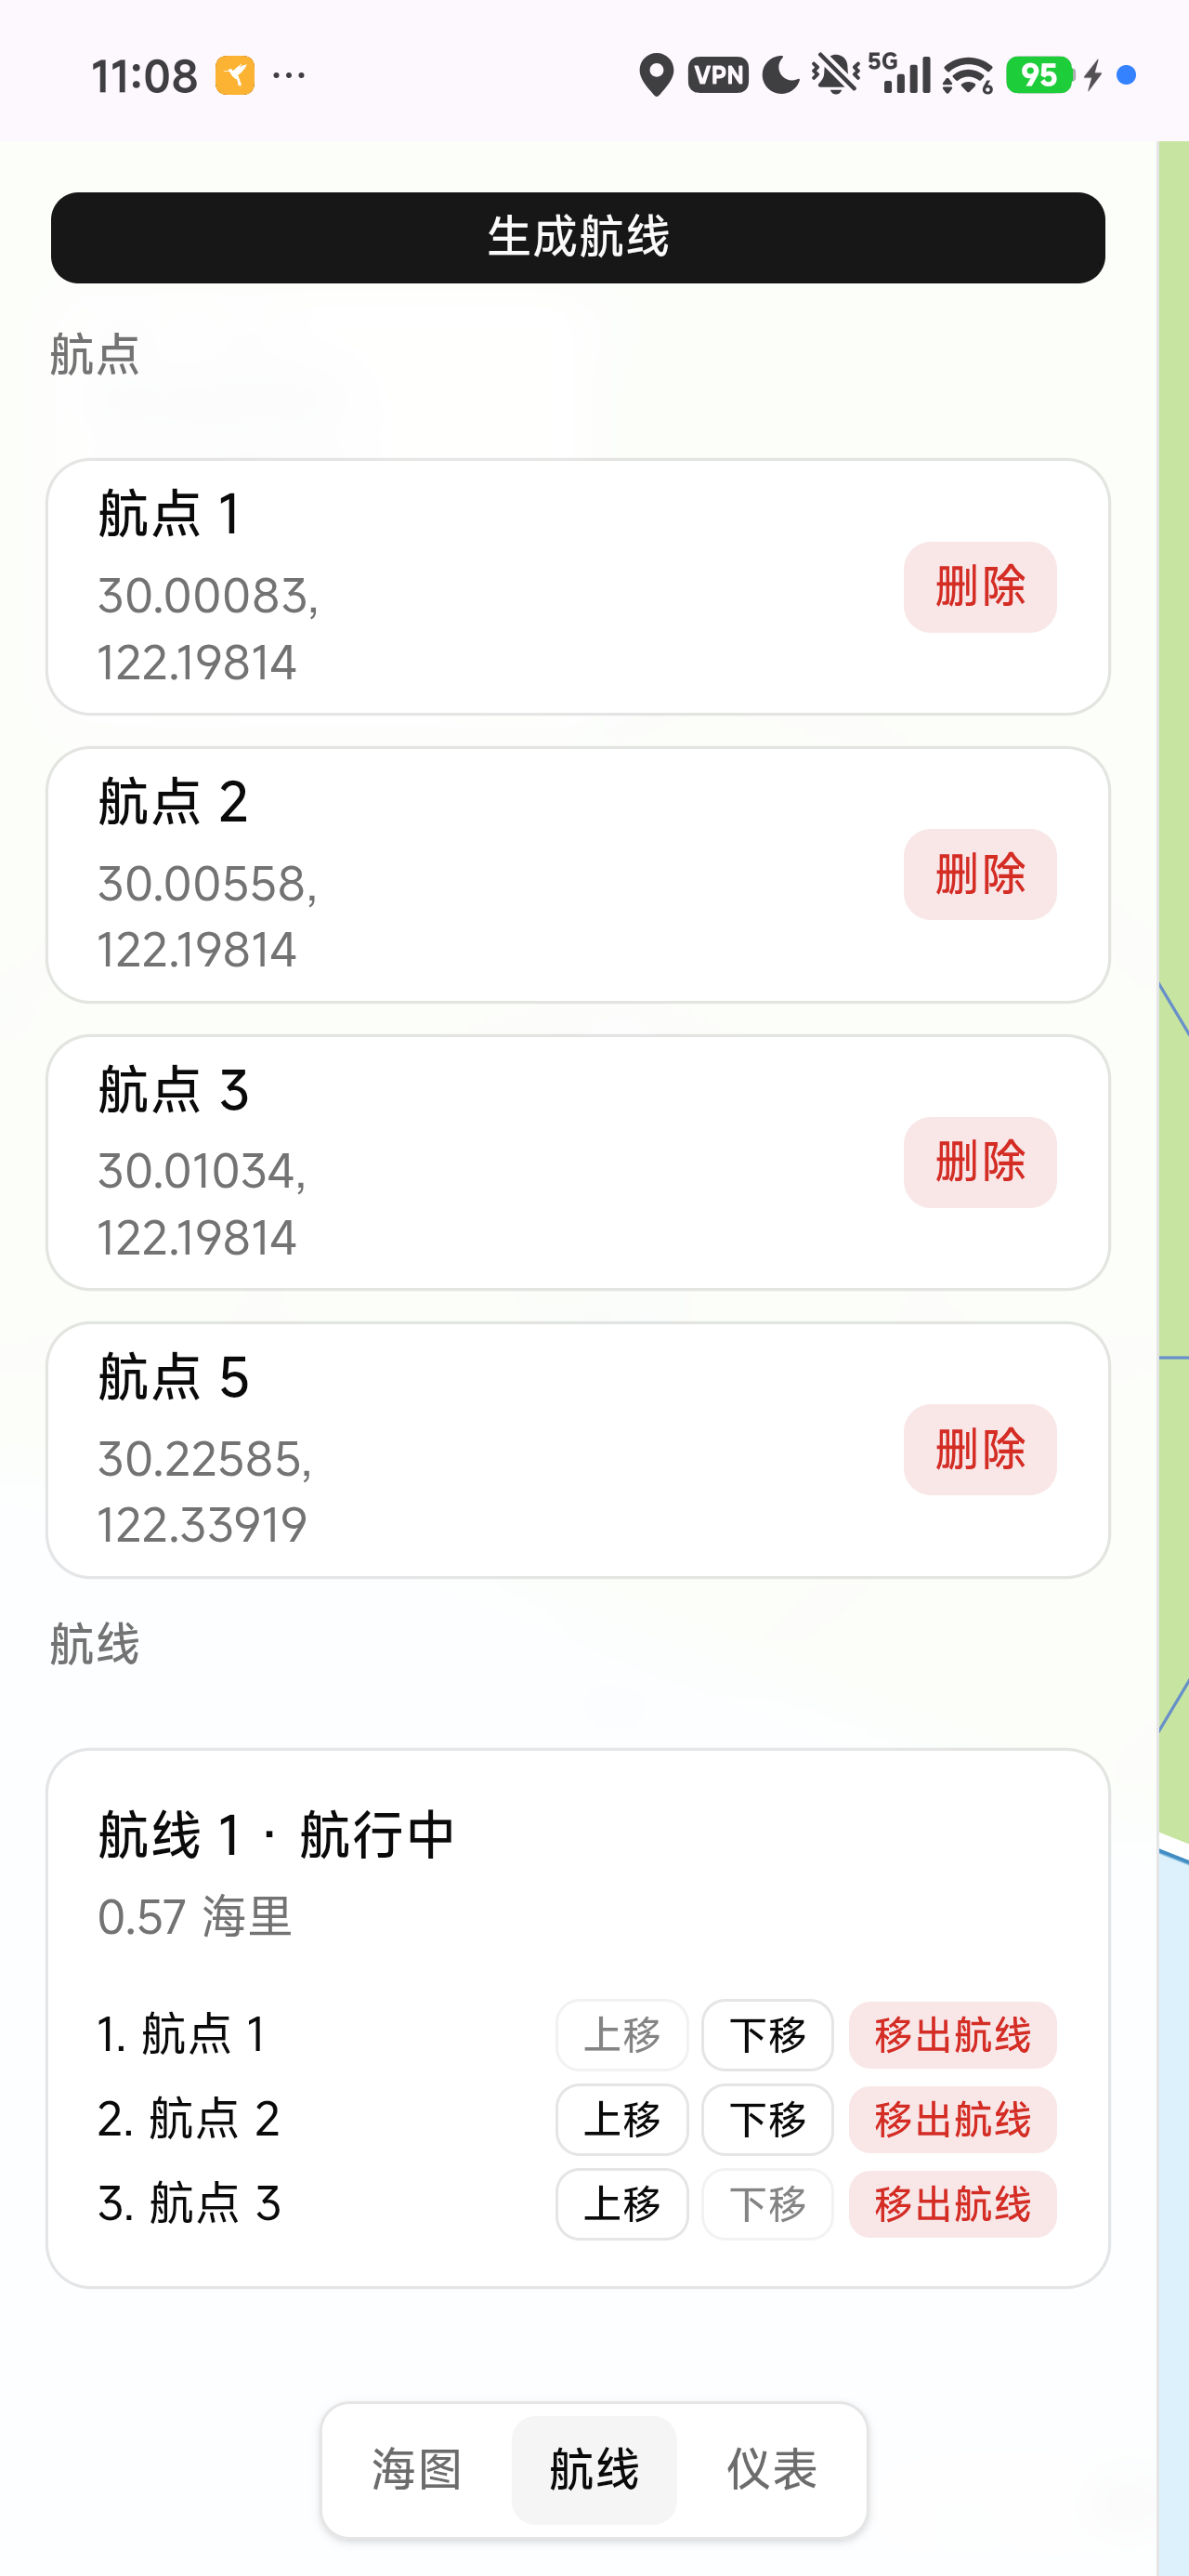 11:08 ... VPN 5G 6 95
生成航线
航点
航点 1
30.00083,
122.19814
删除
航点 2
30.00558,
122.19814
删除
航点 3
30.01034,
122.19814
删除
航点 5
30.22585,
122.33919
删除
航线
航线 1 · 航行中
0.57 海里
1. 航点 1 上移 下移 移出航线
2. 航点 2 上移 下移 移出航线
3. 航点 3 上移 下移 移出航线
海图 航线 仪表